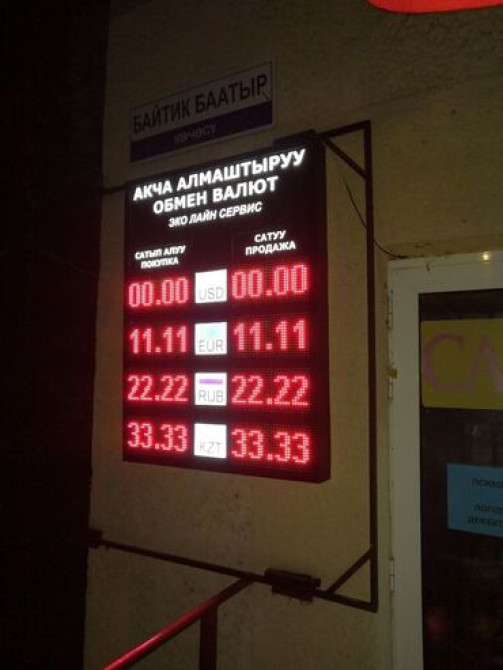 БАЙТИК БААТЫР
көчөсү
АКЧА АЛМАШТЫРУУ
ОБМЕН ВАЛЮТ
ЭКО ЛАЙН СЕРВИС
САТЫП АЛУУ
ПОКУПКА
САТУУ
ПРОДАЖА
00.00 USD 00.00
11.11 EUR 11.11
22.22 RUB 22.22
33.33 KZT 33.33